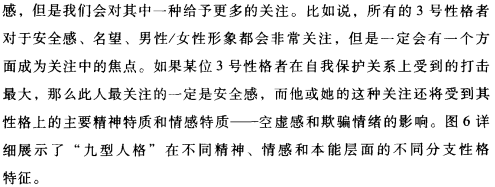 感，但是我们会对其中一种给予更多的关注。比如说，所有的3号性格者
对于安全感、名望、男性/女性形象都会非常关注，但是一定会有一个方
面成为关注中的焦点。如果某位3号性格者在自我保护关系上受到的打击
最大，那么此人最关注的一定是安全感，而他或她的这种关注还将受到其
性格上的主要精神特质和情感特质——空虚感和欺骗情绪的影响。图6详
细展示了“九型人格”在不同精神、情感和本能层面的不同分支性格
特征。